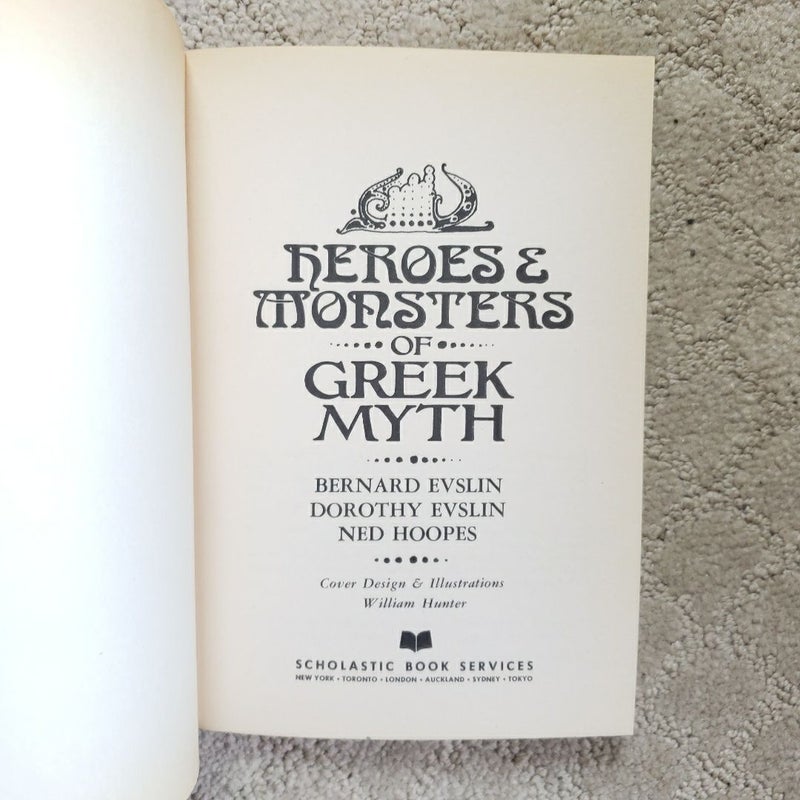 HEROES &
MONSTERS
OF
GREEK
MYTH
BERNARD EVSLIN
DOROTHY EVSLIN
NED HOOPES
Cover Design & Illustrations
William Hunter
SCHOLASTIC BOOK SERVICES
NEW YORK • TORONTO • LONDON • AUCKLAND • SYDNEY • TOKYO